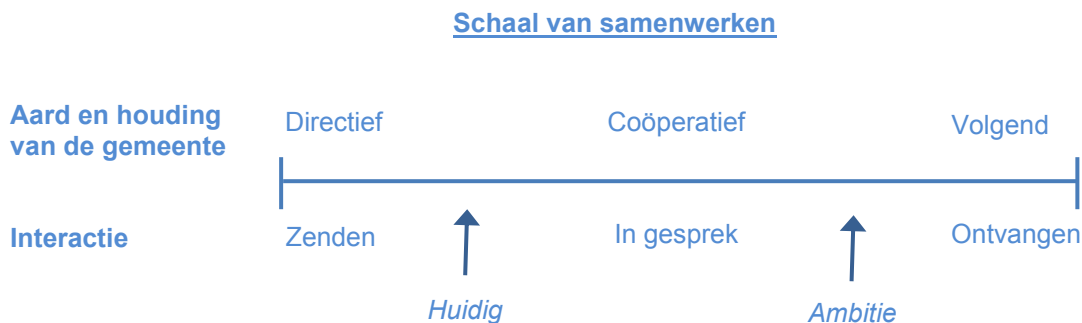 Schaal van samenwerken
Aard en houding
van de gemeente
Directief
Coöperatief
Volgend
Interactie
Zenden
In gesprek
Ontvangen
Huidig
Ambitie